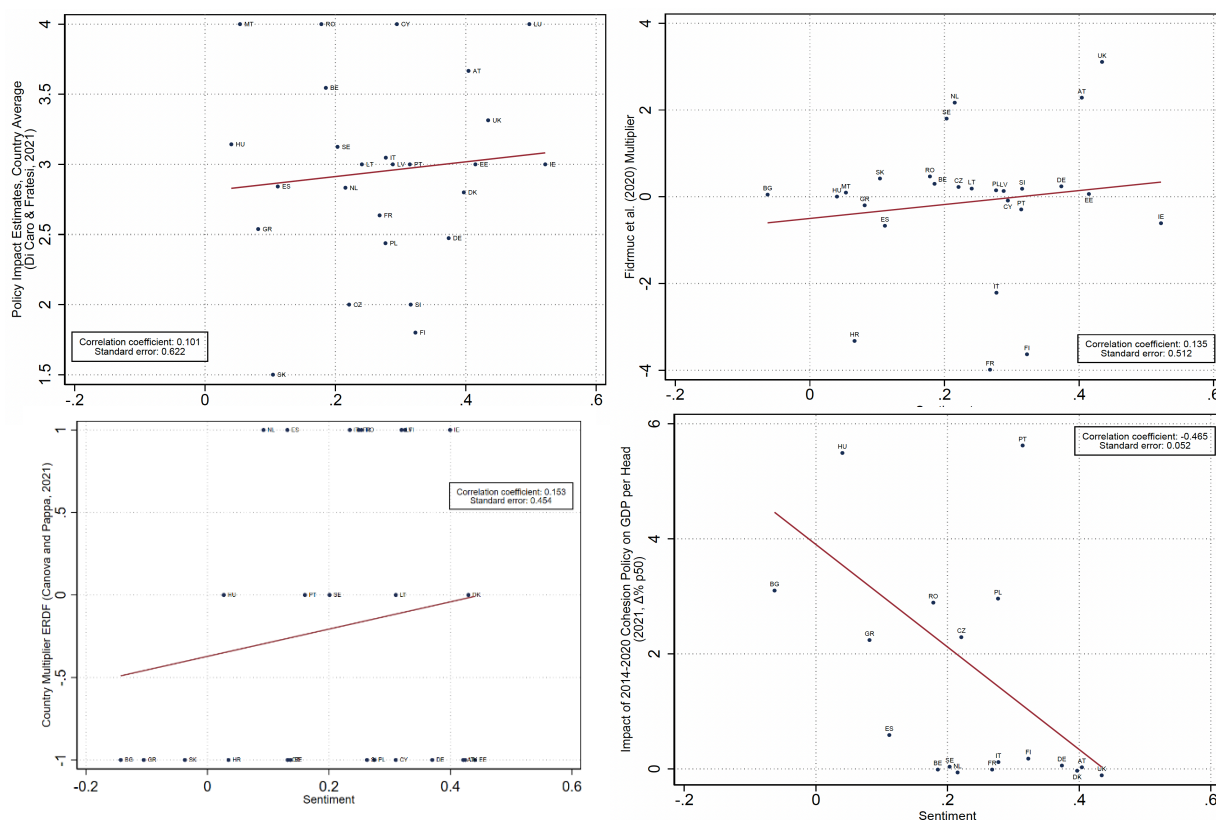 Policy Impact Estimates, Country Average
(Di Caro & Fratesi, 2021)
4
3.5
3
2.5
2
1.5
MT
RO
CY
LU
AT
BE
UK
HU
SE
IT
LT
LV
PT
EE
IE
ES
NL
DK
FR
GR
PL
DE
SI
FI
SK
Correlation coefficient: 0.101
Standard error: 0.622
-.2
0
.2
.4
.6
Fidrmuc et al. (2020) Multiplier
4
2
0
-2
-4
UK
NL
AT
SE
RO
SK
BE
CZ
LT
PL
LV
SI
DE
BG
HU
MT
EE
GR
CY
PT
ES
IE
IT
HR
FI
FR
Correlation coefficient: 0.135
Standard error: 0.512
-.2
0
.2
.4
.6
Country Multiplier ERDF (Canova and Pappa, 2021)
1
.5
0
-.5
-1
NL
ES
RO
FI
IE
Correlation coefficient: 0.153
Standard error: 0.454
HU
PT
SE
LT
DK
BG
GR
SK
HR
BE
PL
CY
DE
EE
-0.2
0
0.2
0.4
0.6
Sentiment
Impact of 2014-2020 Cohesion Policy on GDP per Head
(2021, Δ% p50)
6
4
2
0
Correlation coefficient: -0.465
Standard error: 0.052
HU
PT
BG
RO
PL
GR
CZ
ES
BE
SE
NL
FR
IT
FI
DE
DK
AT
UK
-.2
0
.2
.4
.6
Sentiment